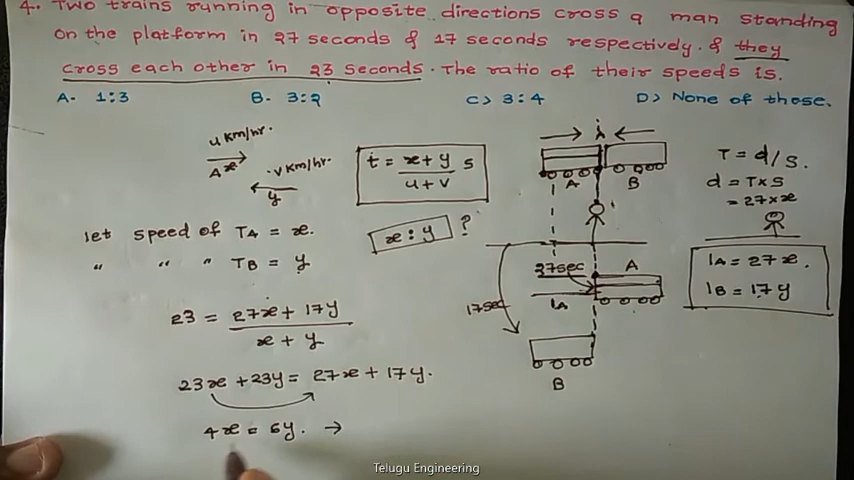 4. Two trains running in opposite directions cross a man standing
on the platform in 27 seconds & 17 seconds respectively. & they
cross each other in 23 seconds. The ratio of their speeds is.
A. 1:3 B. 3:2 C) 3:4 D) None of those.
u km/hr.
A x
v km/hr.
y
t = x+y / u+v s
A B
T = d/s.
d = T×s
= 27×x
let speed of TA = x.
" " " TB = y
x : y ?
27sec A
lA
17sec
B
lA = 27x.
lB = 17y
23 = 27x + 17y / x + y
23x + 23y = 27x + 17y.
4x = 6y. →
Telugu Engineering